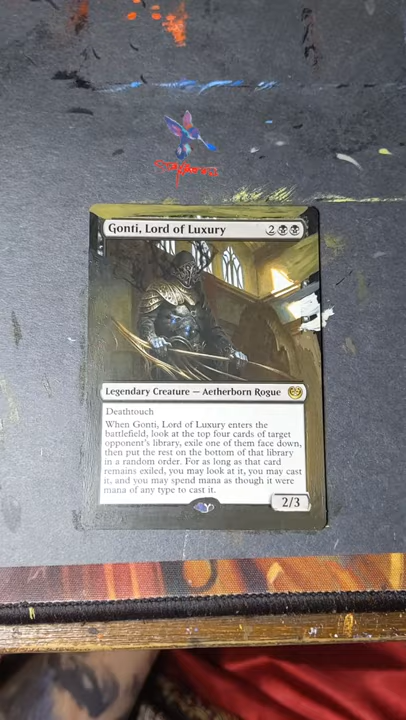 Gonti, Lord of Luxury 2
Legendary Creature — Aetherborn Rogue
Deathtouch
When Gonti, Lord of Luxury enters the
battlefield, look at the top four cards of target
opponent's library, exile one of them face down,
then put the rest on the bottom of that library
in a random order. For as long as that card
remains exiled, you may look at it, you may cast
it, and you may spend mana as though it were
mana of any type to cast it.
2/3